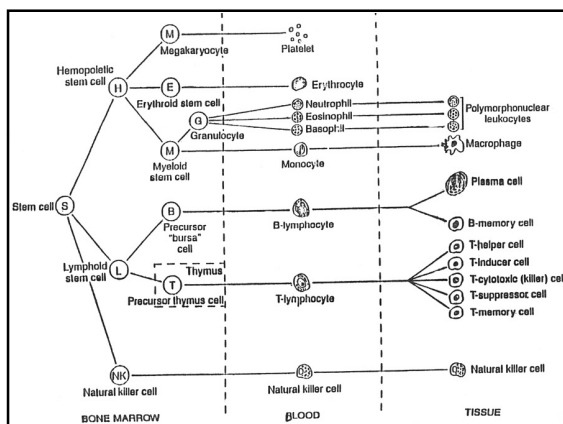 M
Megakaryocyte
Platelet
Hemopoietic
stem cell
H
E
Erythroid stem cell
Erythrocyte
G
Granulocyte
Neutrophil
Eosinophil
Basophil
Polymorphonuclear
leukocytes
M
Myeloid
stem cell
Monocyte
Macrophage
Stem cell
S
B
Precursor
"bursa"
cell
B-lymphocyte
Plasma cell
B-memory cell
Lymphoid
stem cell
L
Thymus
T
Precursor thymus cell
T-lymphocyte
T-helper cell
T-inducer cell
T-cytotoxic (killer) cell
T-suppressor cell
T-memory cell
NK
Natural killer cell
Natural killer cell
Natural killer cell
BONE MARROW
BLOOD
TISSUE